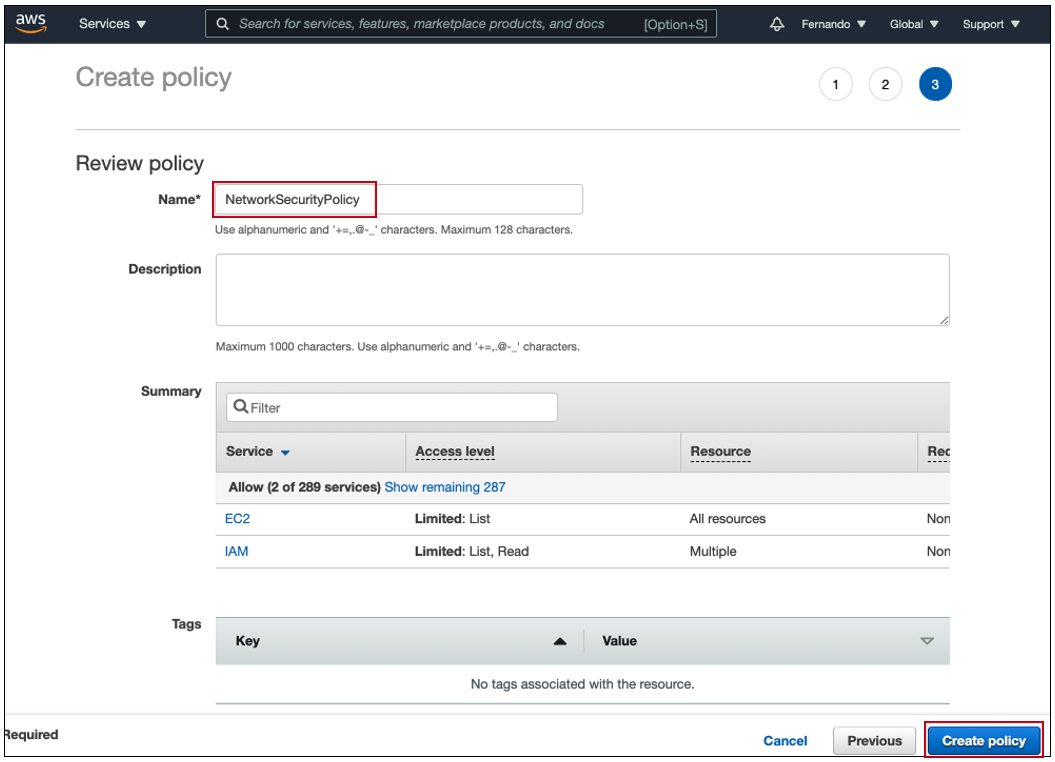 aws Services Search for services, features, marketplace products, and docs [Option+S] Fernando Global Support
Create policy 1 2 3
Review policy
Name* NetworkSecurityPolicy
Use alphanumeric and '+=,.@-_' characters. Maximum 128 characters.
Description
Maximum 1000 characters. Use alphanumeric and '+=,.@-_' characters.
Summary
Filter
Service Access level Resource Rec
Allow (2 of 289 services) Show remaining 287
EC2 Limited: List All resources Non
IAM Limited: List, Read Multiple Non
Tags
Key Value
No tags associated with the resource.
Required
Cancel Previous Create policy